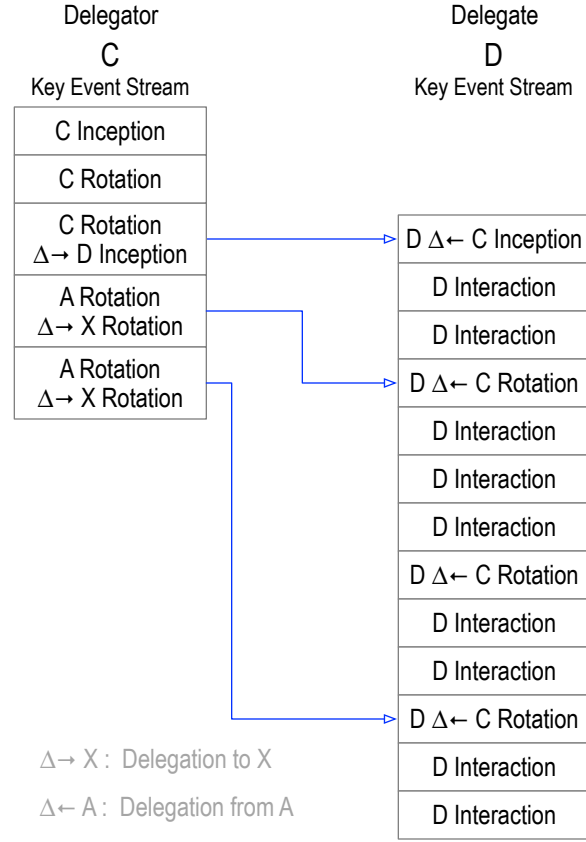 Delegator
C
Key Event Stream
C Inception
C Rotation
C Rotation
Δ→ D Inception
A Rotation
Δ→ X Rotation
A Rotation
Δ→ X Rotation
Delegate
D
Key Event Stream
D Δ← C Inception
D Interaction
D Interaction
D Δ← C Rotation
D Interaction
D Interaction
D Interaction
D Δ← C Rotation
D Interaction
D Interaction
D Δ← C Rotation
D Interaction
D Interaction
Δ→ X : Delegation to X
Δ← A : Delegation from A